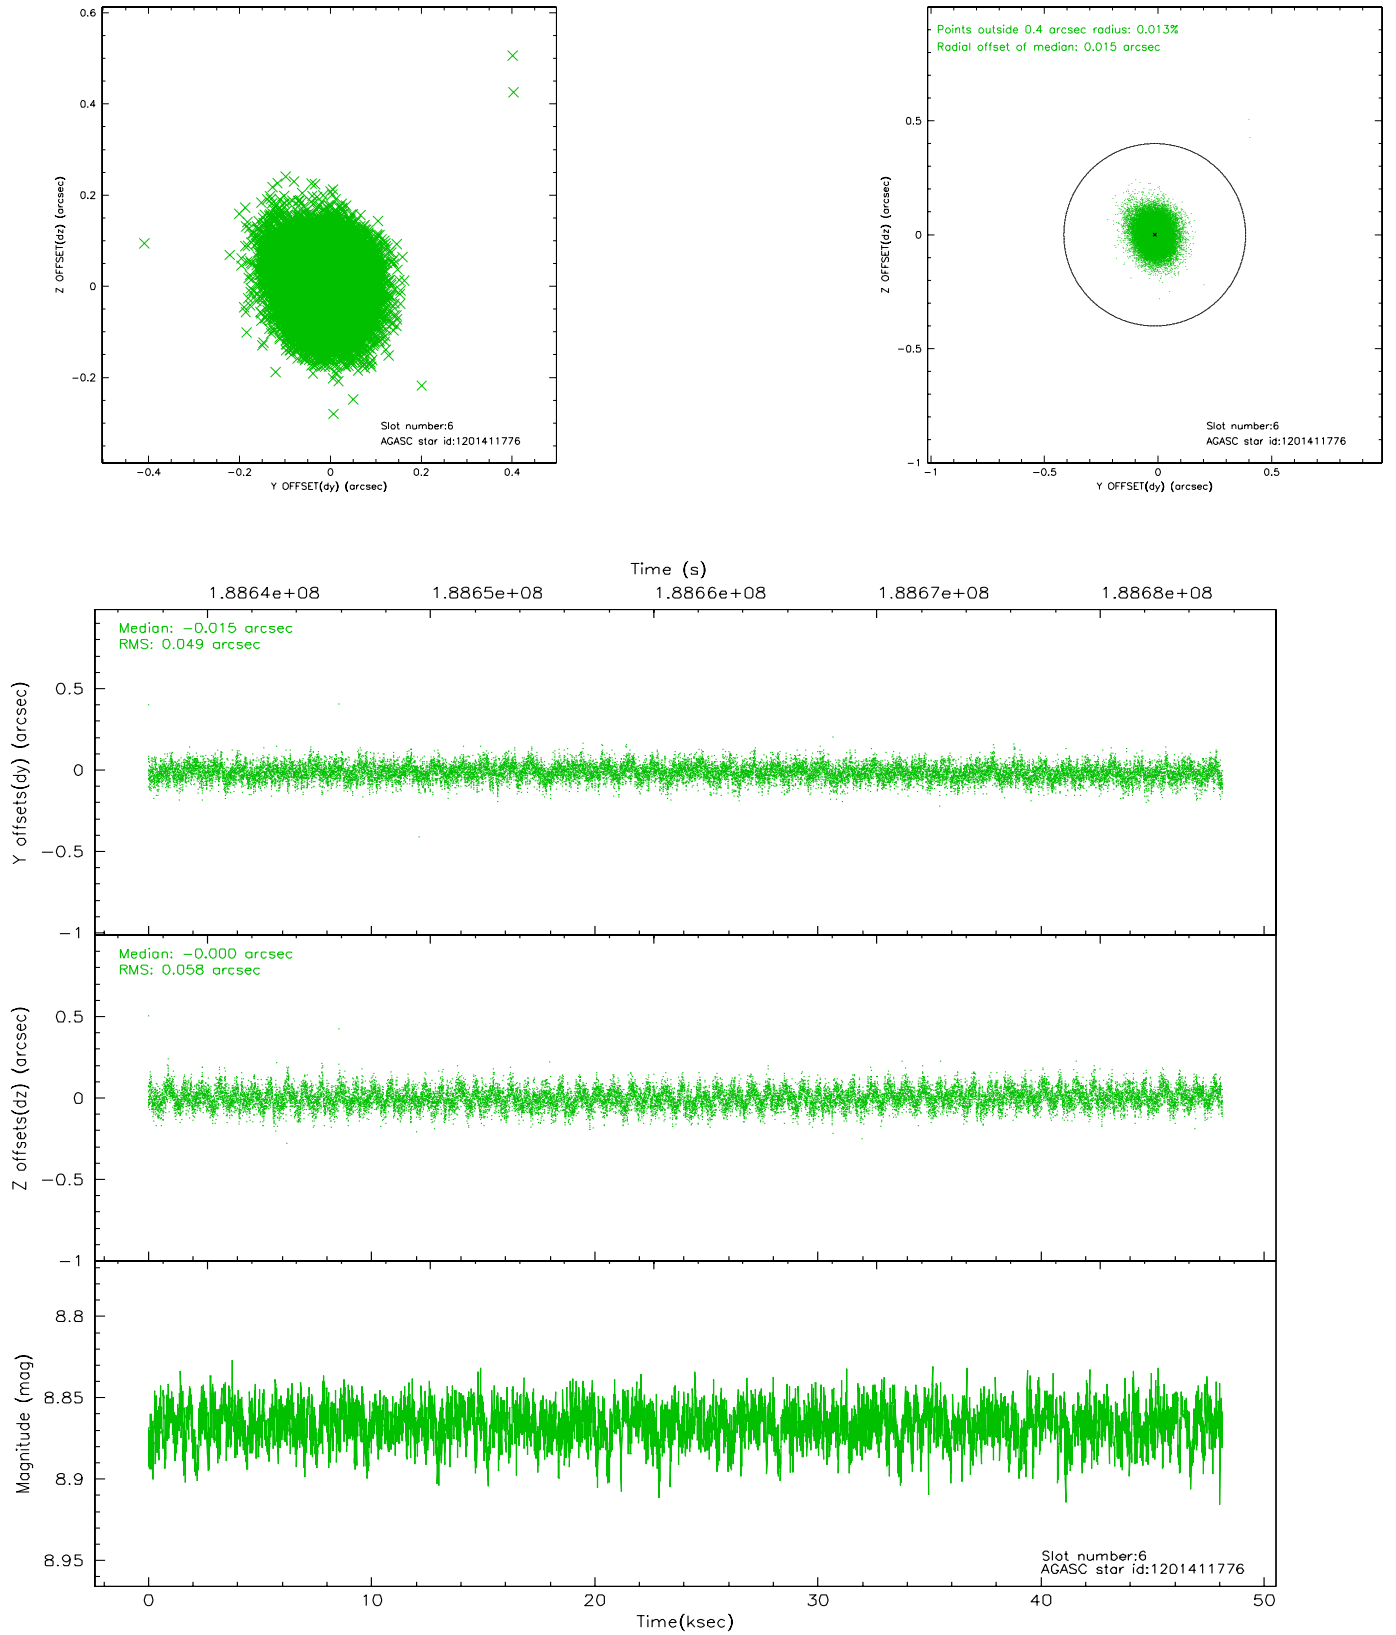 0.6
0.4
0.2
0
−0.2
Z OFFSET(dz) (arcsec)
Slot number:6
AGASC star id:1201411776
−0.4 −0.2 0 0.2 0.4
Y OFFSET(dy) (arcsec)
Points outside 0.4 arcsec radius: 0.013%
Radial offset of median: 0.015 arcsec
0.5
0
−0.5
−1
Z OFFSET(dz) (arcsec)
Slot number:6
AGASC star id:1201411776
−1 −0.5 0 0.5
Y OFFSET(dy) (arcsec)
Time (s)
1.8864e+08 1.8865e+08 1.8866e+08 1.8867e+08 1.8868e+08
Median: −0.015 arcsec
RMS: 0.049 arcsec
0.5
0
−0.5
−1
Y offsets(dy) (arcsec)
Median: −0.000 arcsec
RMS: 0.058 arcsec
0.5
0
−0.5
−1
Z offsets(dz) (arcsec)
8.8
8.85
8.9
8.95
Magnitude (mag)
Slot number:6
AGASC star id:1201411776
0 10 20 30 40 50
Time(ksec)